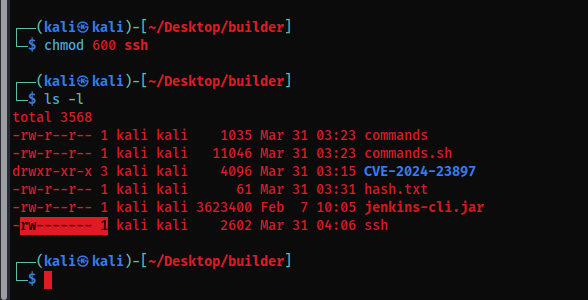 ┌──(kali㉿kali)-[~/Desktop/builder]
└─$ chmod 600 ssh
┌──(kali㉿kali)-[~/Desktop/builder]
└─$ ls -l
total 3568
-rw-r--r-- 1 kali kali    1035 Mar 31 03:23 commands
-rw-r--r-- 1 kali kali   11046 Mar 31 03:23 commands.sh
drwxr-xr-x 3 kali kali    4096 Mar 31 03:15 CVE-2024-23897
-rw-r--r-- 1 kali kali      61 Mar 31 03:31 hash.txt
-rw-r--r-- 1 kali kali 3623400 Feb  7 10:05 jenkins-cli.jar
-rw------- 1 kali kali    2602 Mar 31 04:06 ssh
┌──(kali㉿kali)-[~/Desktop/builder]
└─$